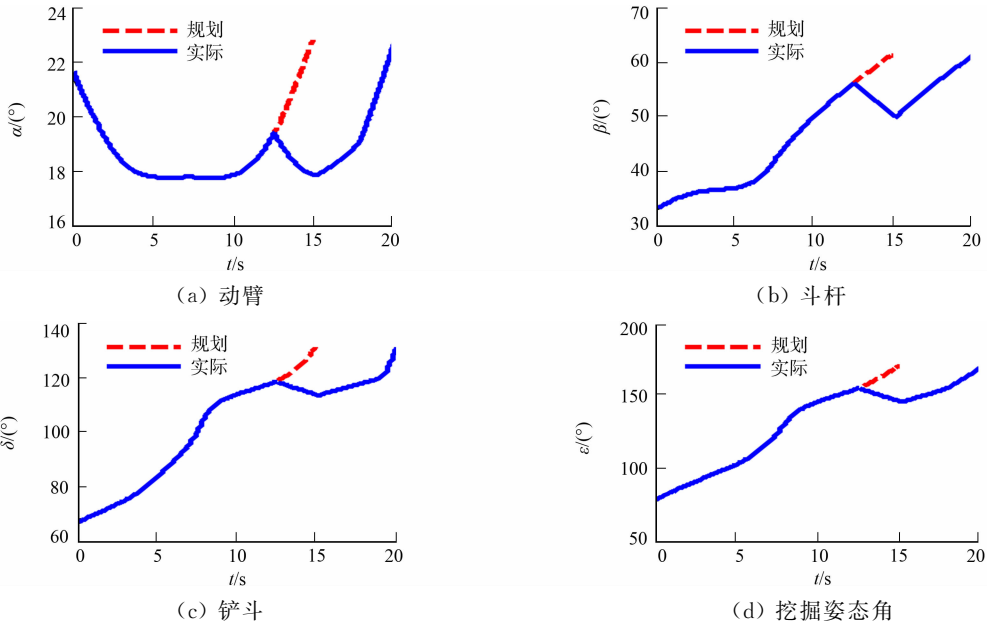 24
22
20
18
16
α/(°)
规划
实际
0 5 10 15 20
t/s
(a) 动臂
70
60
50
40
30
β/(°)
规划
实际
0 5 10 15 20
t/s
(b) 斗杆
140
120
100
80
60
δ/(°)
规划
实际
0 5 10 15 20
t/s
(c) 铲斗
200
150
100
50
ε/(°)
规划
实际
0 5 10 15 20
t/s
(d) 挖掘姿态角